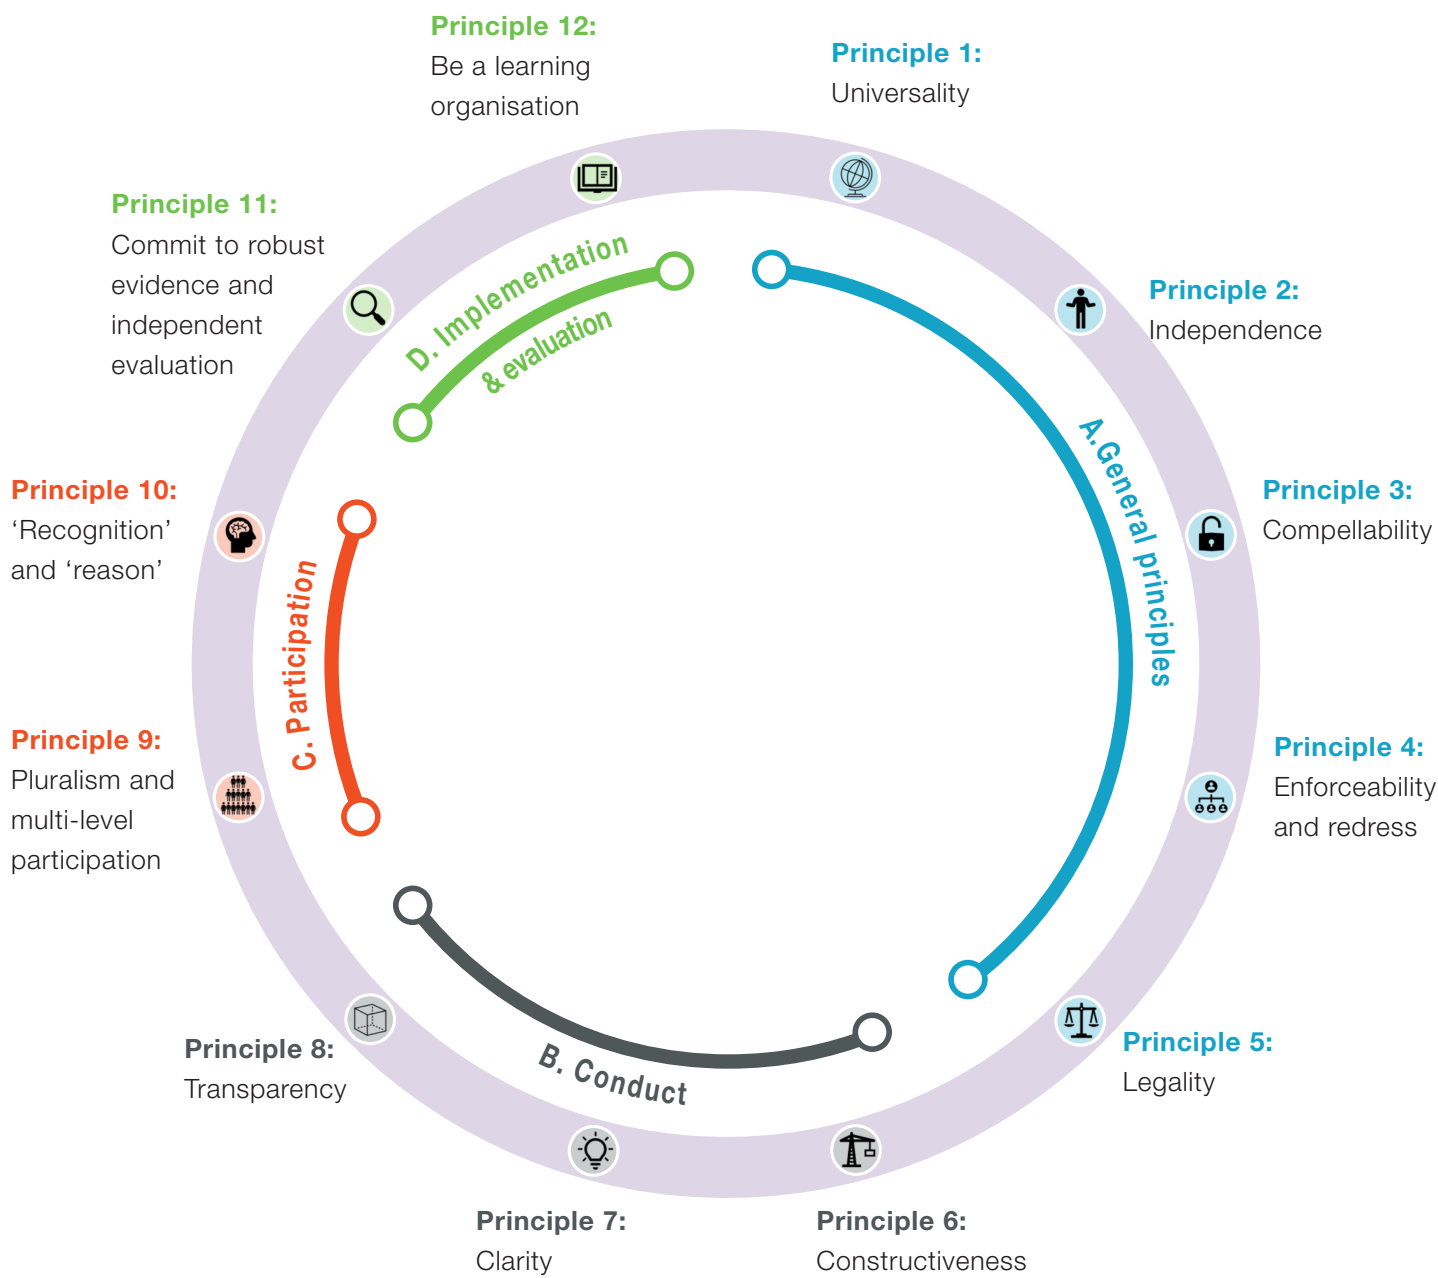 Principle 12:
Be a learning
organisation
Principle 1:
Universality
Principle 11:
Commit to robust
evidence and
independent
evaluation
D. Implementation
& evaluation
Principle 2:
Independence
A.General principles
Principle 10:
‘Recognition’
and ‘reason’
Principle 3:
Compellability
C. Participation
Principle 9:
Pluralism and
multi-level
participation
Principle 4:
Enforceability
and redress
Principle 8:
Transparency
B. Conduct
Principle 5:
Legality
Principle 7:
Clarity
Principle 6:
Constructiveness